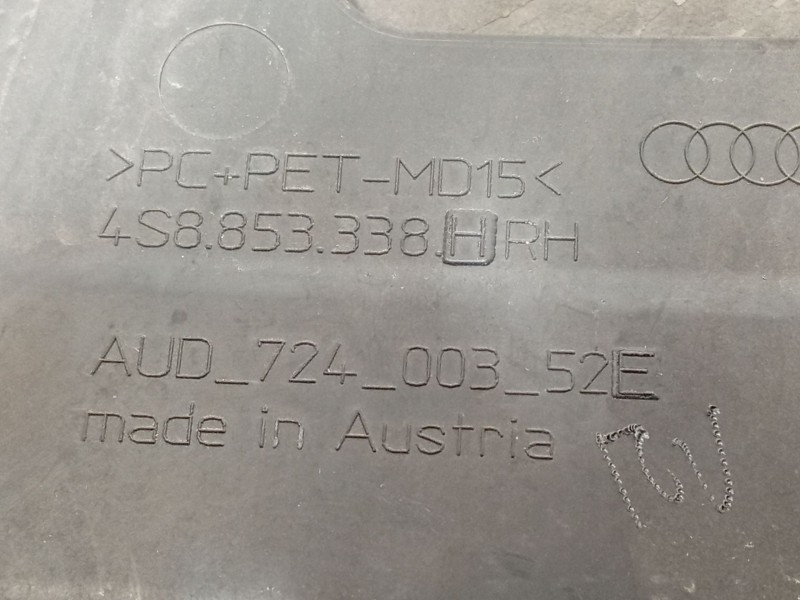 >PC+PET-MD15<
4S8.853.338.H RH
AUD_724_003_52E
made in Austria